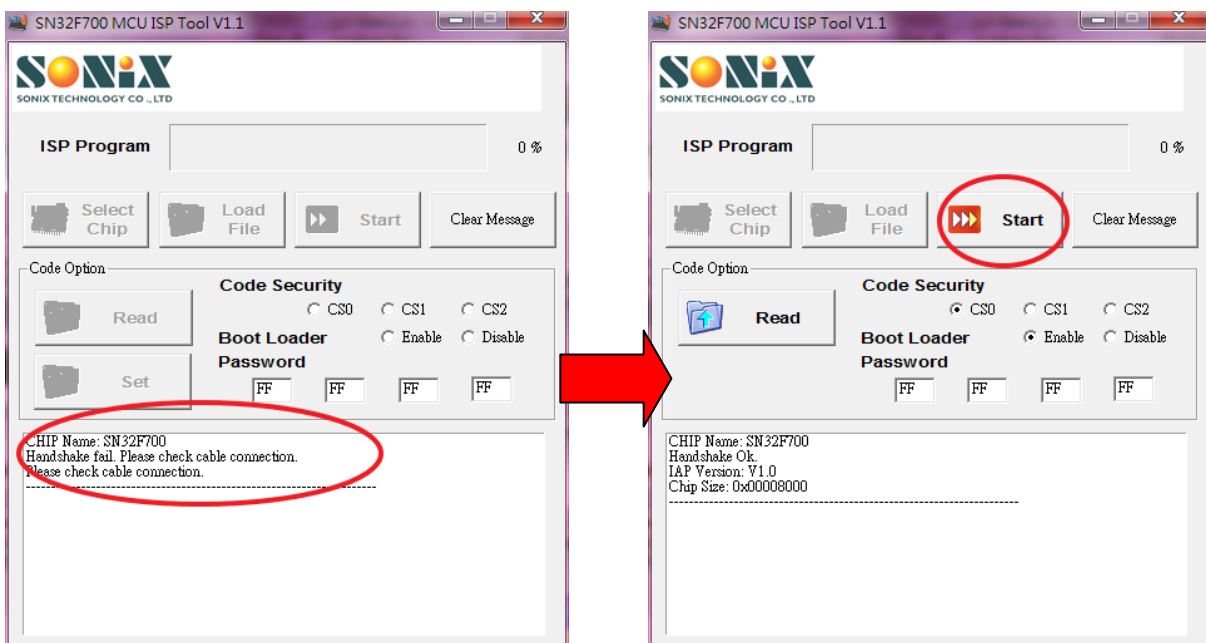 SN32F700 MCU ISP Tool V1.1
SONiX
SONIX TECHNOLOGY CO ., LTD
ISP Program
0 %
Select Chip
Load File
Start
Clear Message
Code Option
Read
Set
Code Security
CS0 CS1 CS2
Boot Loader
Enable Disable
Password
FF FF FF FF
CHIP Name: SN32F700
Handshake fail. Please check cable connection.
Please check cable connection.
--------------------------------------------------------------------
SN32F700 MCU ISP Tool V1.1
SONiX
SONIX TECHNOLOGY CO ., LTD
ISP Program
0 %
Select Chip
Load File
Start
Clear Message
Code Option
Read
Code Security
CS0 CS1 CS2
Boot Loader
Enable Disable
Password
FF FF FF FF
CHIP Name: SN32F700
Handshake Ok.
IAP Version: V1.0
Chip Size: 0x00008000
--------------------------------------------------------------------